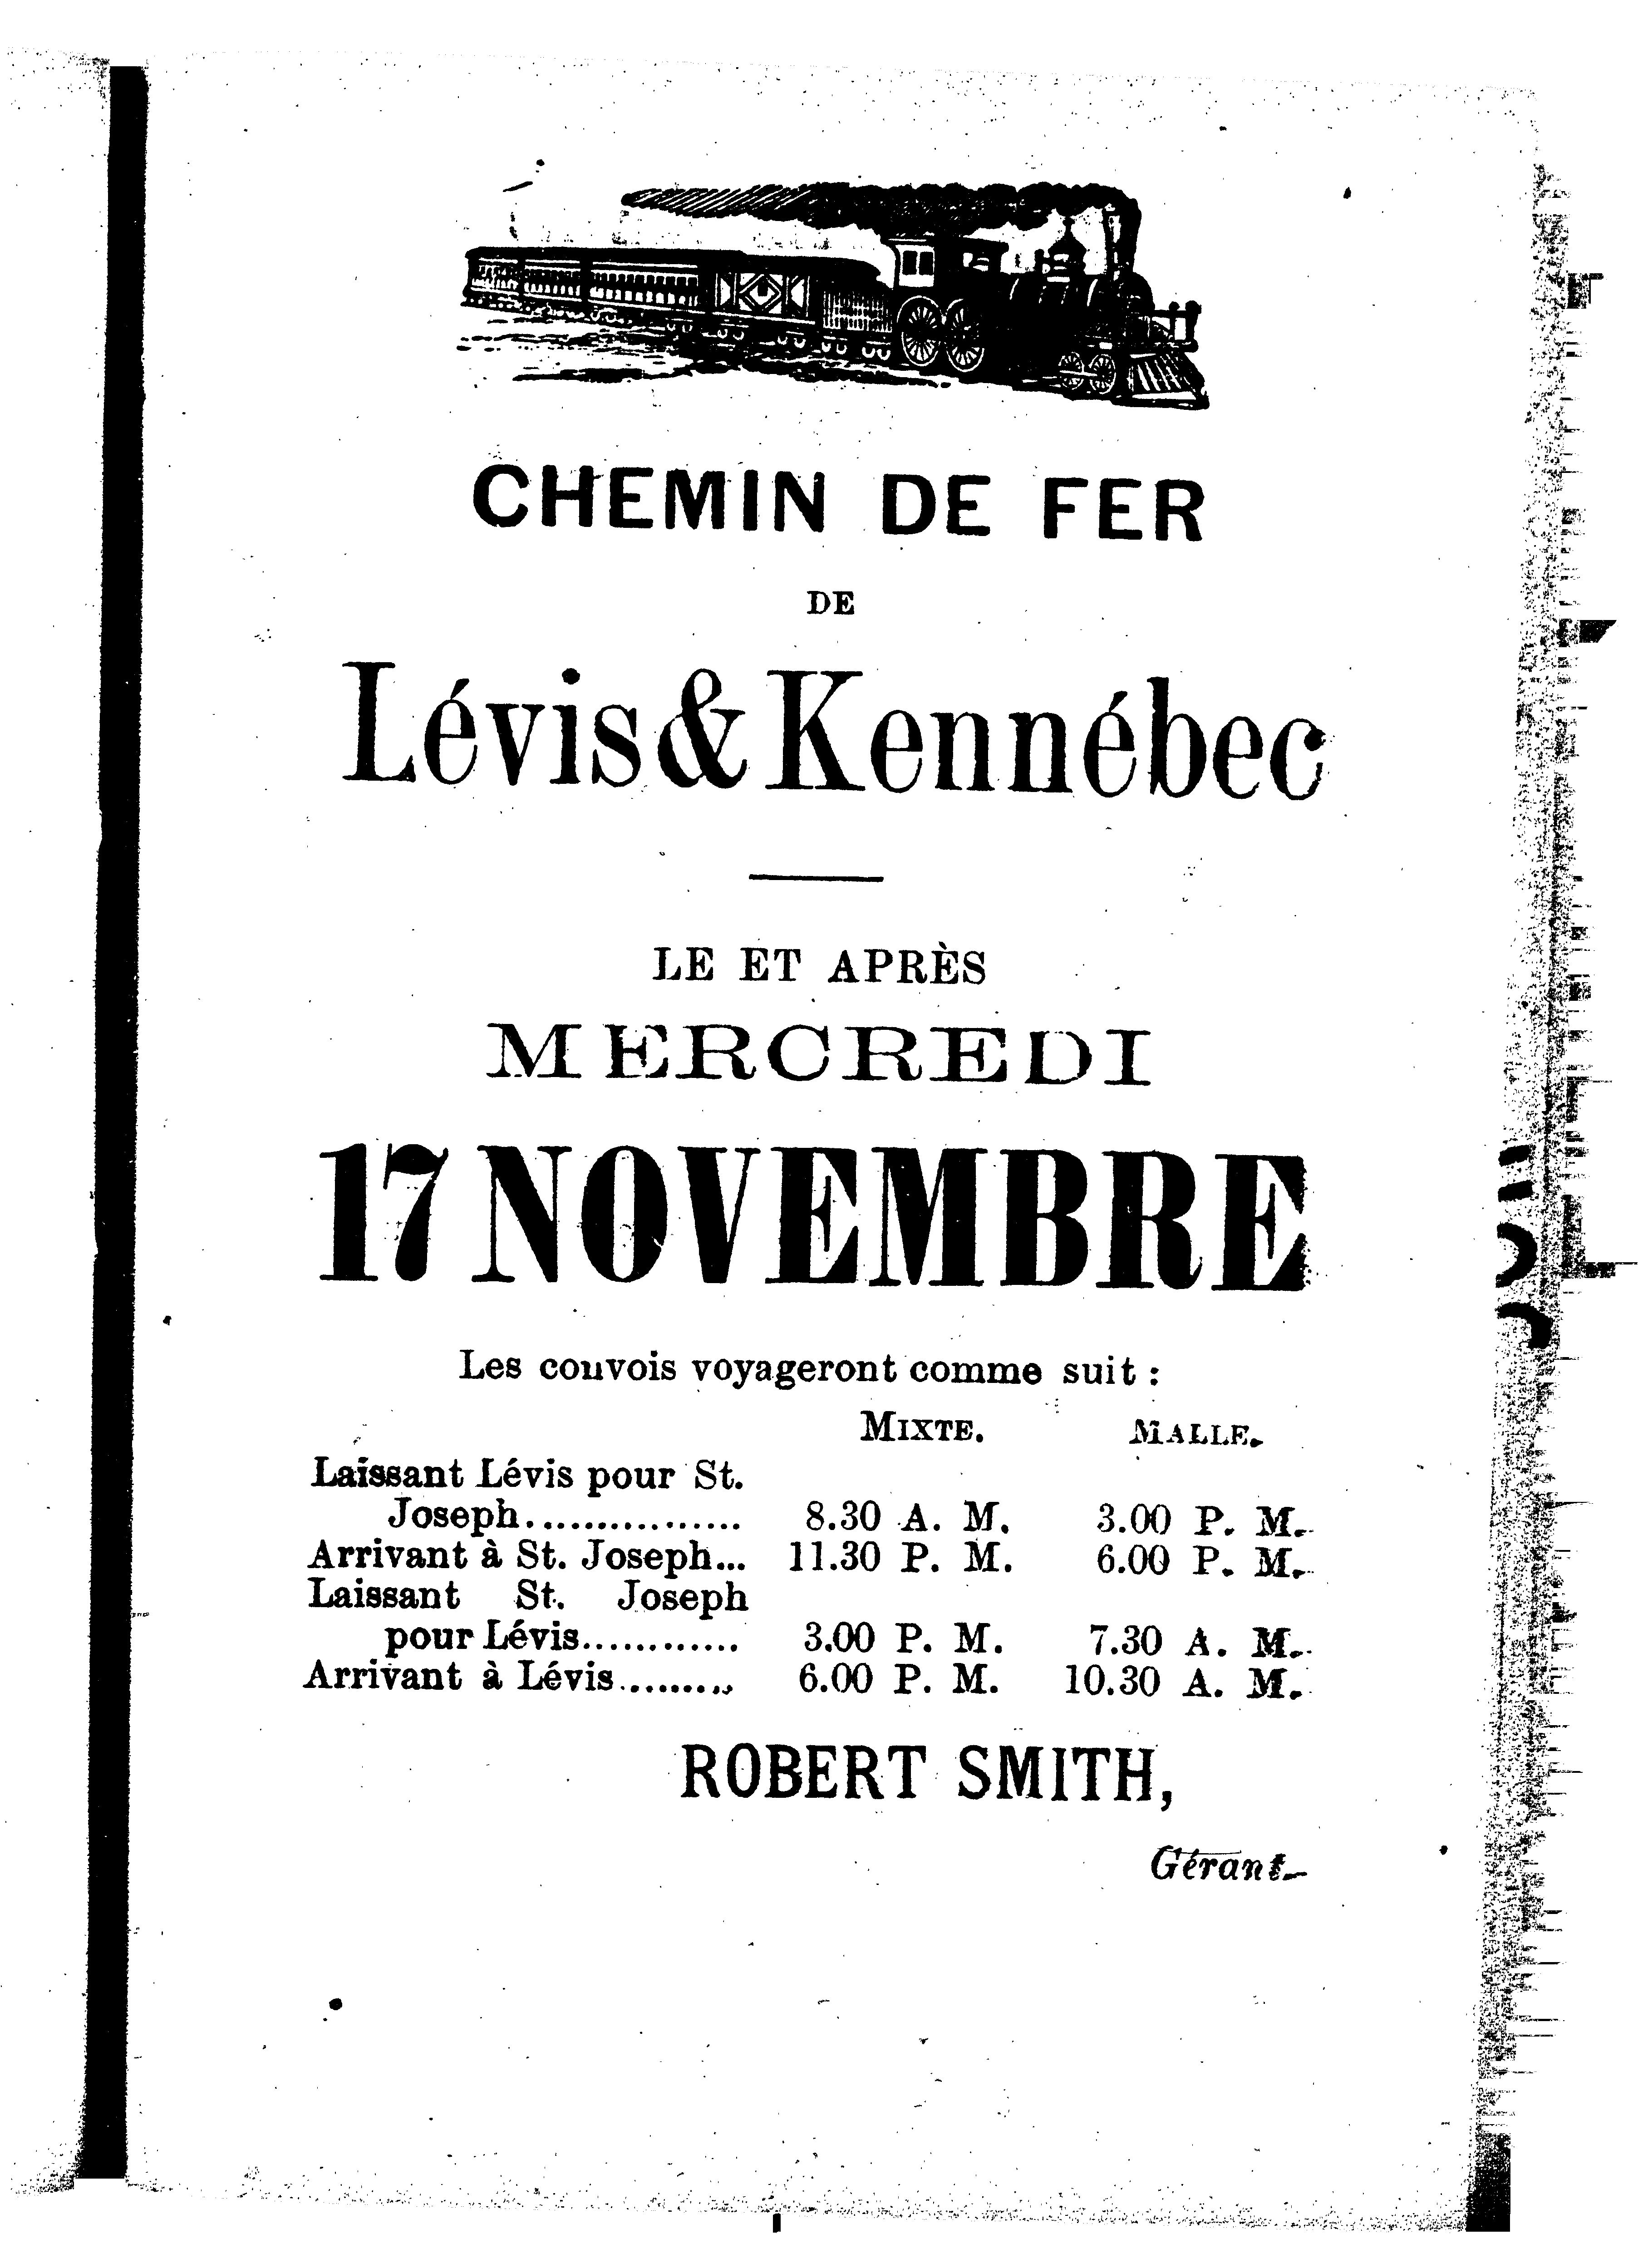 CHEMIN DE FER
DE
Lévis & Kennébec
LE ET APRÈS
MERCREDI
17 NOVEMBRE
Les convois voyageront comme suit :
MIXTE. MALLE.
Laissant Lévis pour St.
Joseph................ 8.30 A. M. 3.00 P. M.
Arrivant à St. Joseph... 11.30 P. M. 6.00 P. M.
Laissant St. Joseph
pour Lévis............ 3.00 P. M. 7.30 A. M.
Arrivant à Lévis......... 6.00 P. M. 10.30 A. M.
ROBERT SMITH,
Gérant.